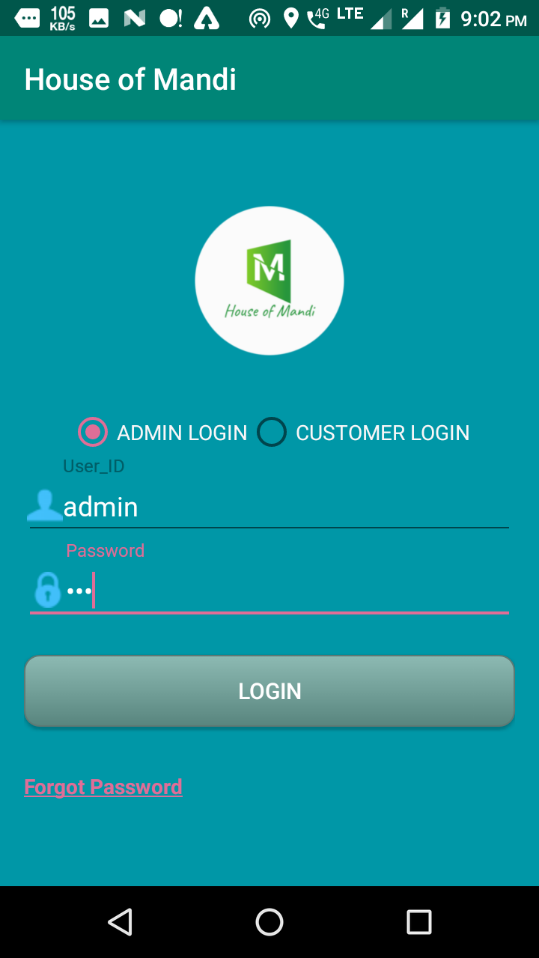 105 KB/s 4G LTE R 9:02 PM
House of Mandi
M
House of Mandi
ADMIN LOGIN CUSTOMER LOGIN
User_ID
admin
Password
•••
LOGIN
Forgot Password